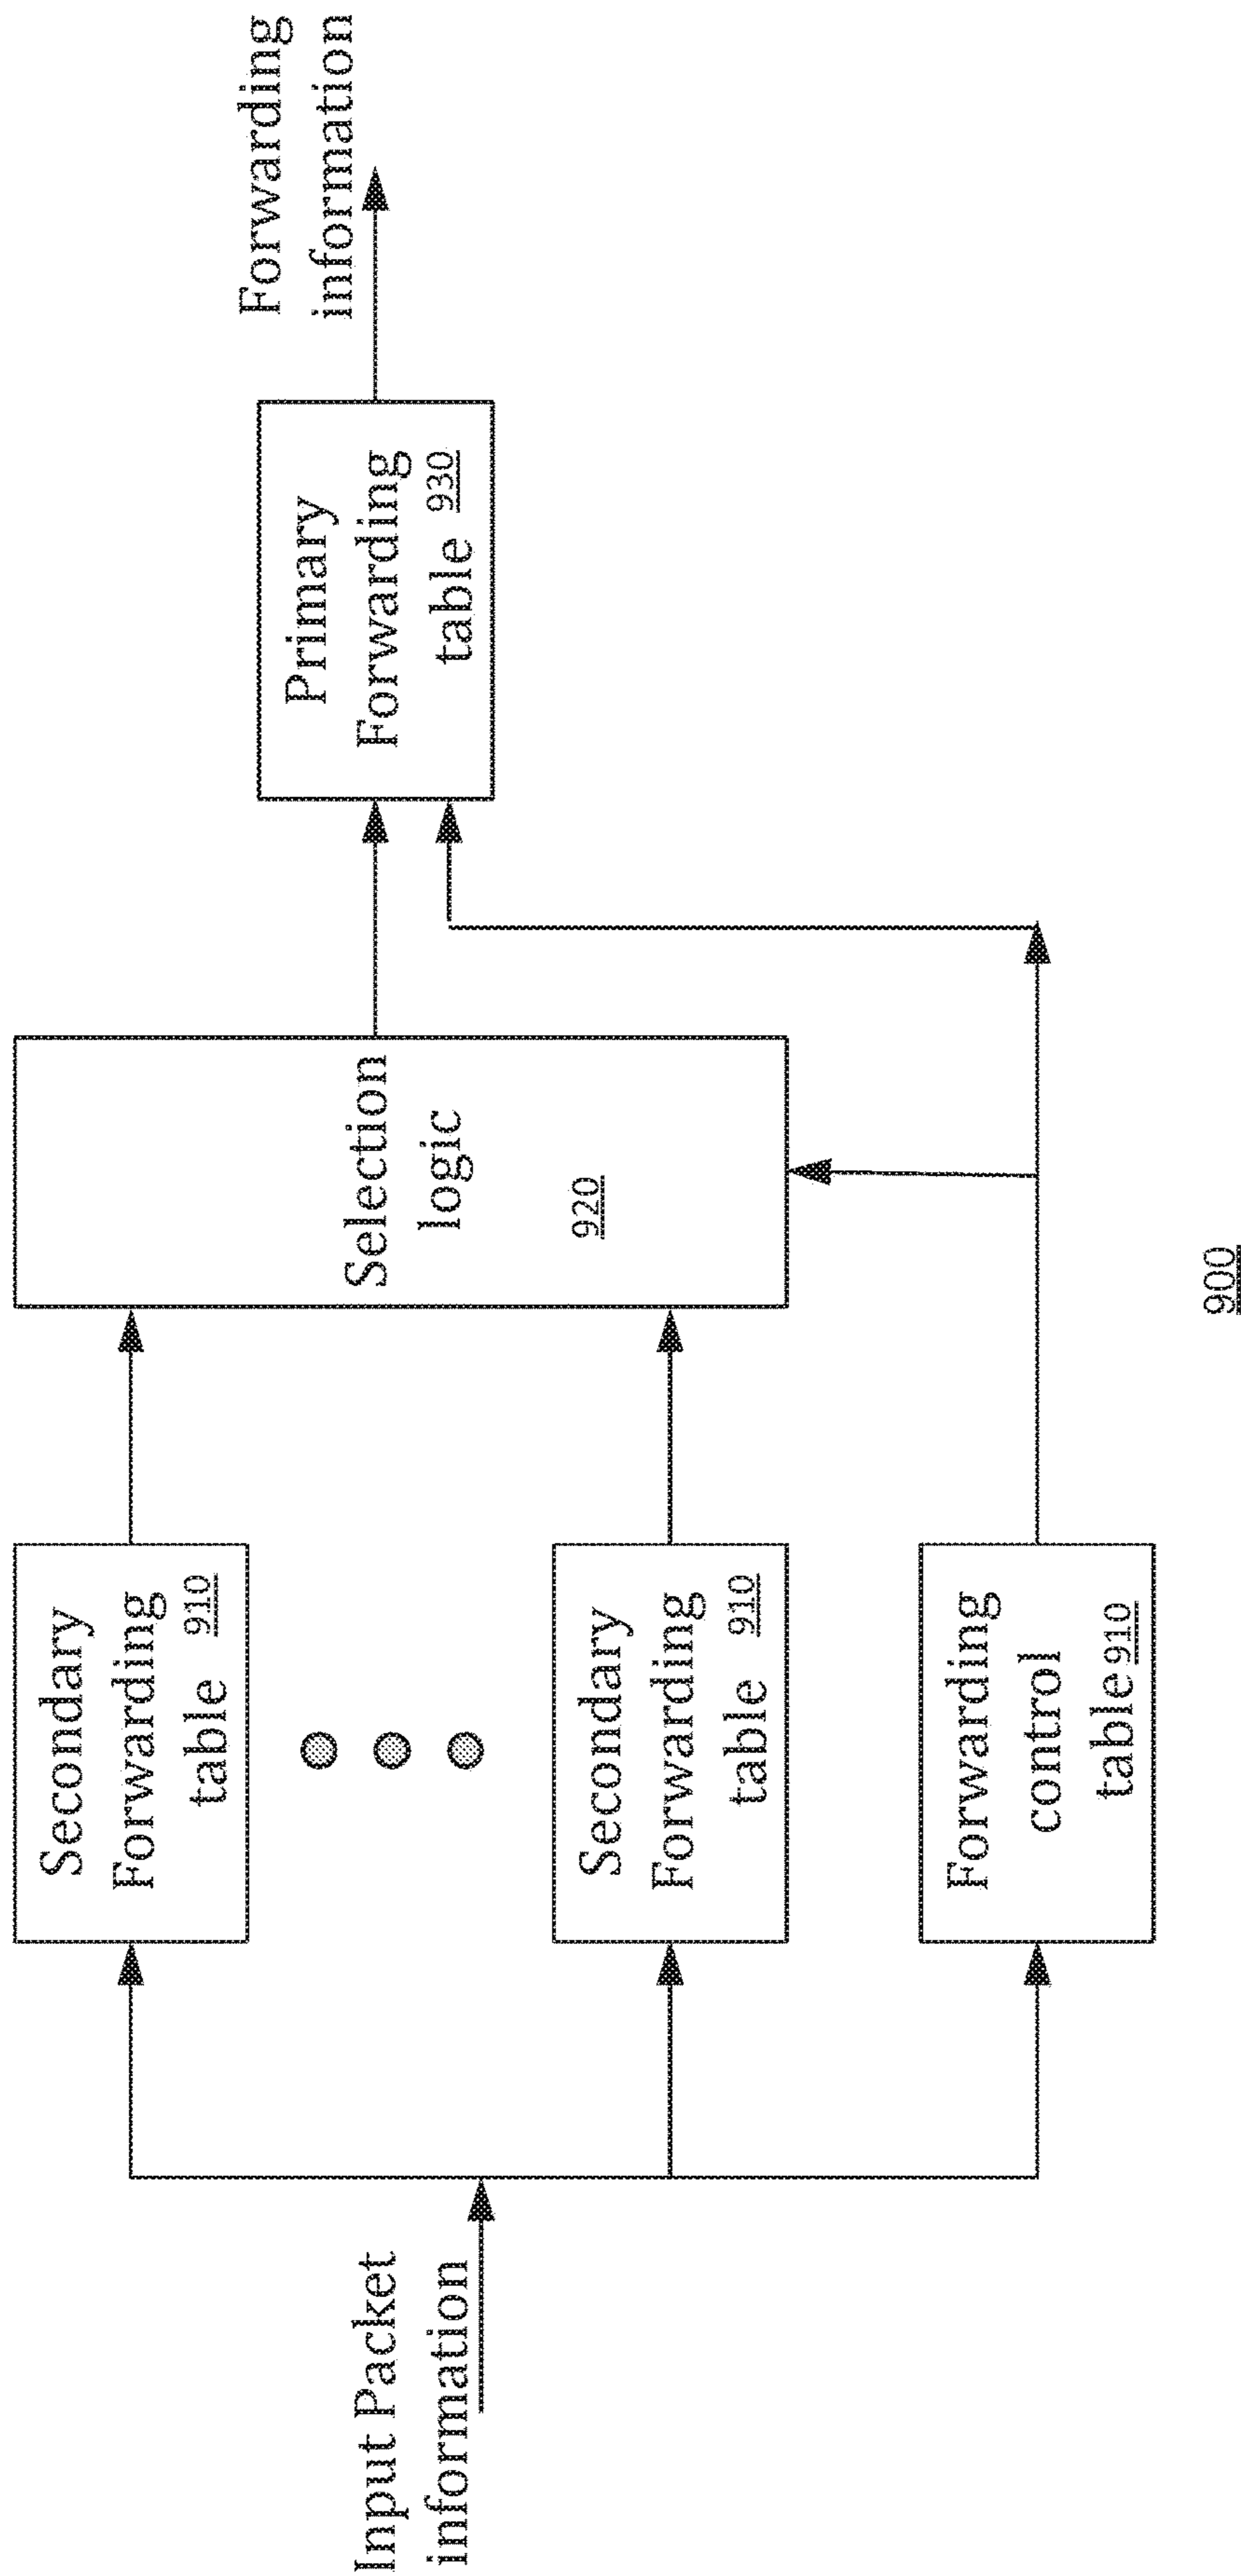 Input Packet
information
Secondary
Forwarding
table 910
Secondary
Forwarding
table 910
Forwarding
control
table 910
Selection
logic
920
Primary
Forwarding
table 930
Forwarding
information
900